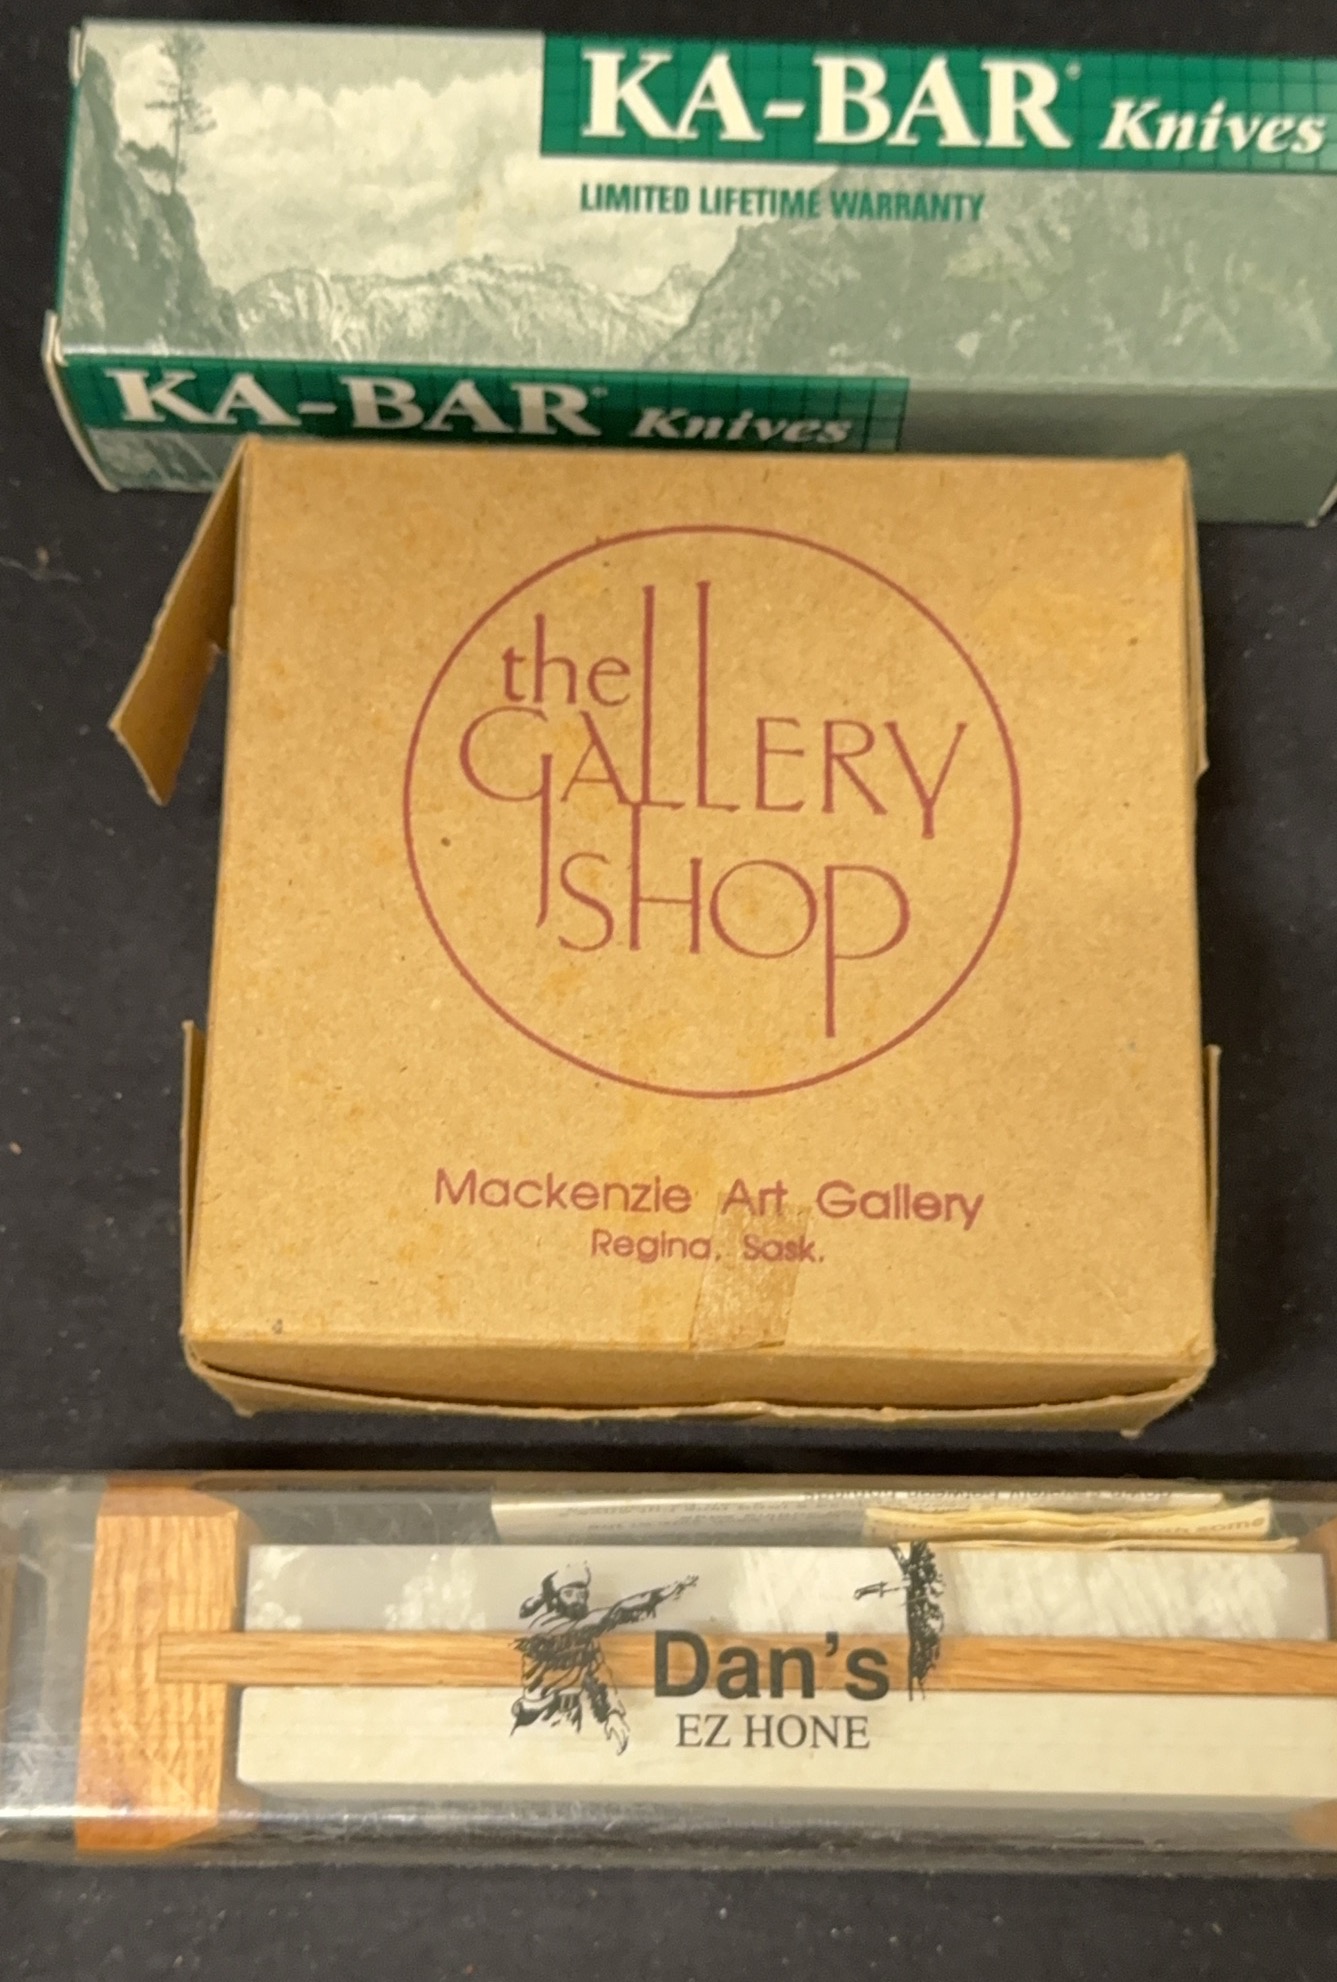 KA-BAR® Knives
LIMITED LIFETIME WARRANTY
KA-BAR® Knives
the
GALLERY
SHOP
Mackenzie Art Gallery
Regina, Sask.
Dan's
EZ HONE